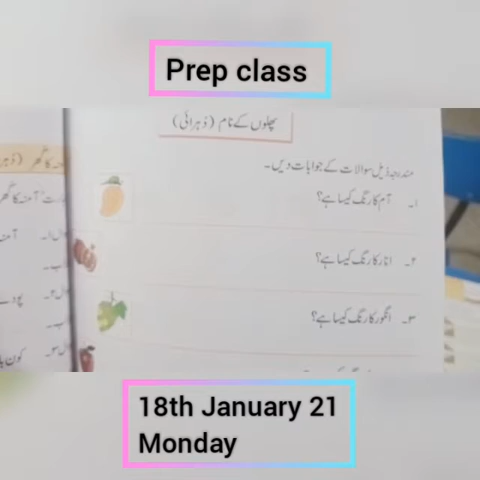 Prep class
پھلوں کے نام (دُہرائی)
مندرجہ ذیل سوالات کے جوابات دیں۔
۱۔ آم کا رنگ کیسا ہے؟
۲۔ انار کا رنگ کیسا ہے؟
۳۔ انگور کا رنگ کیسا ہے؟
18th January 21
Monday